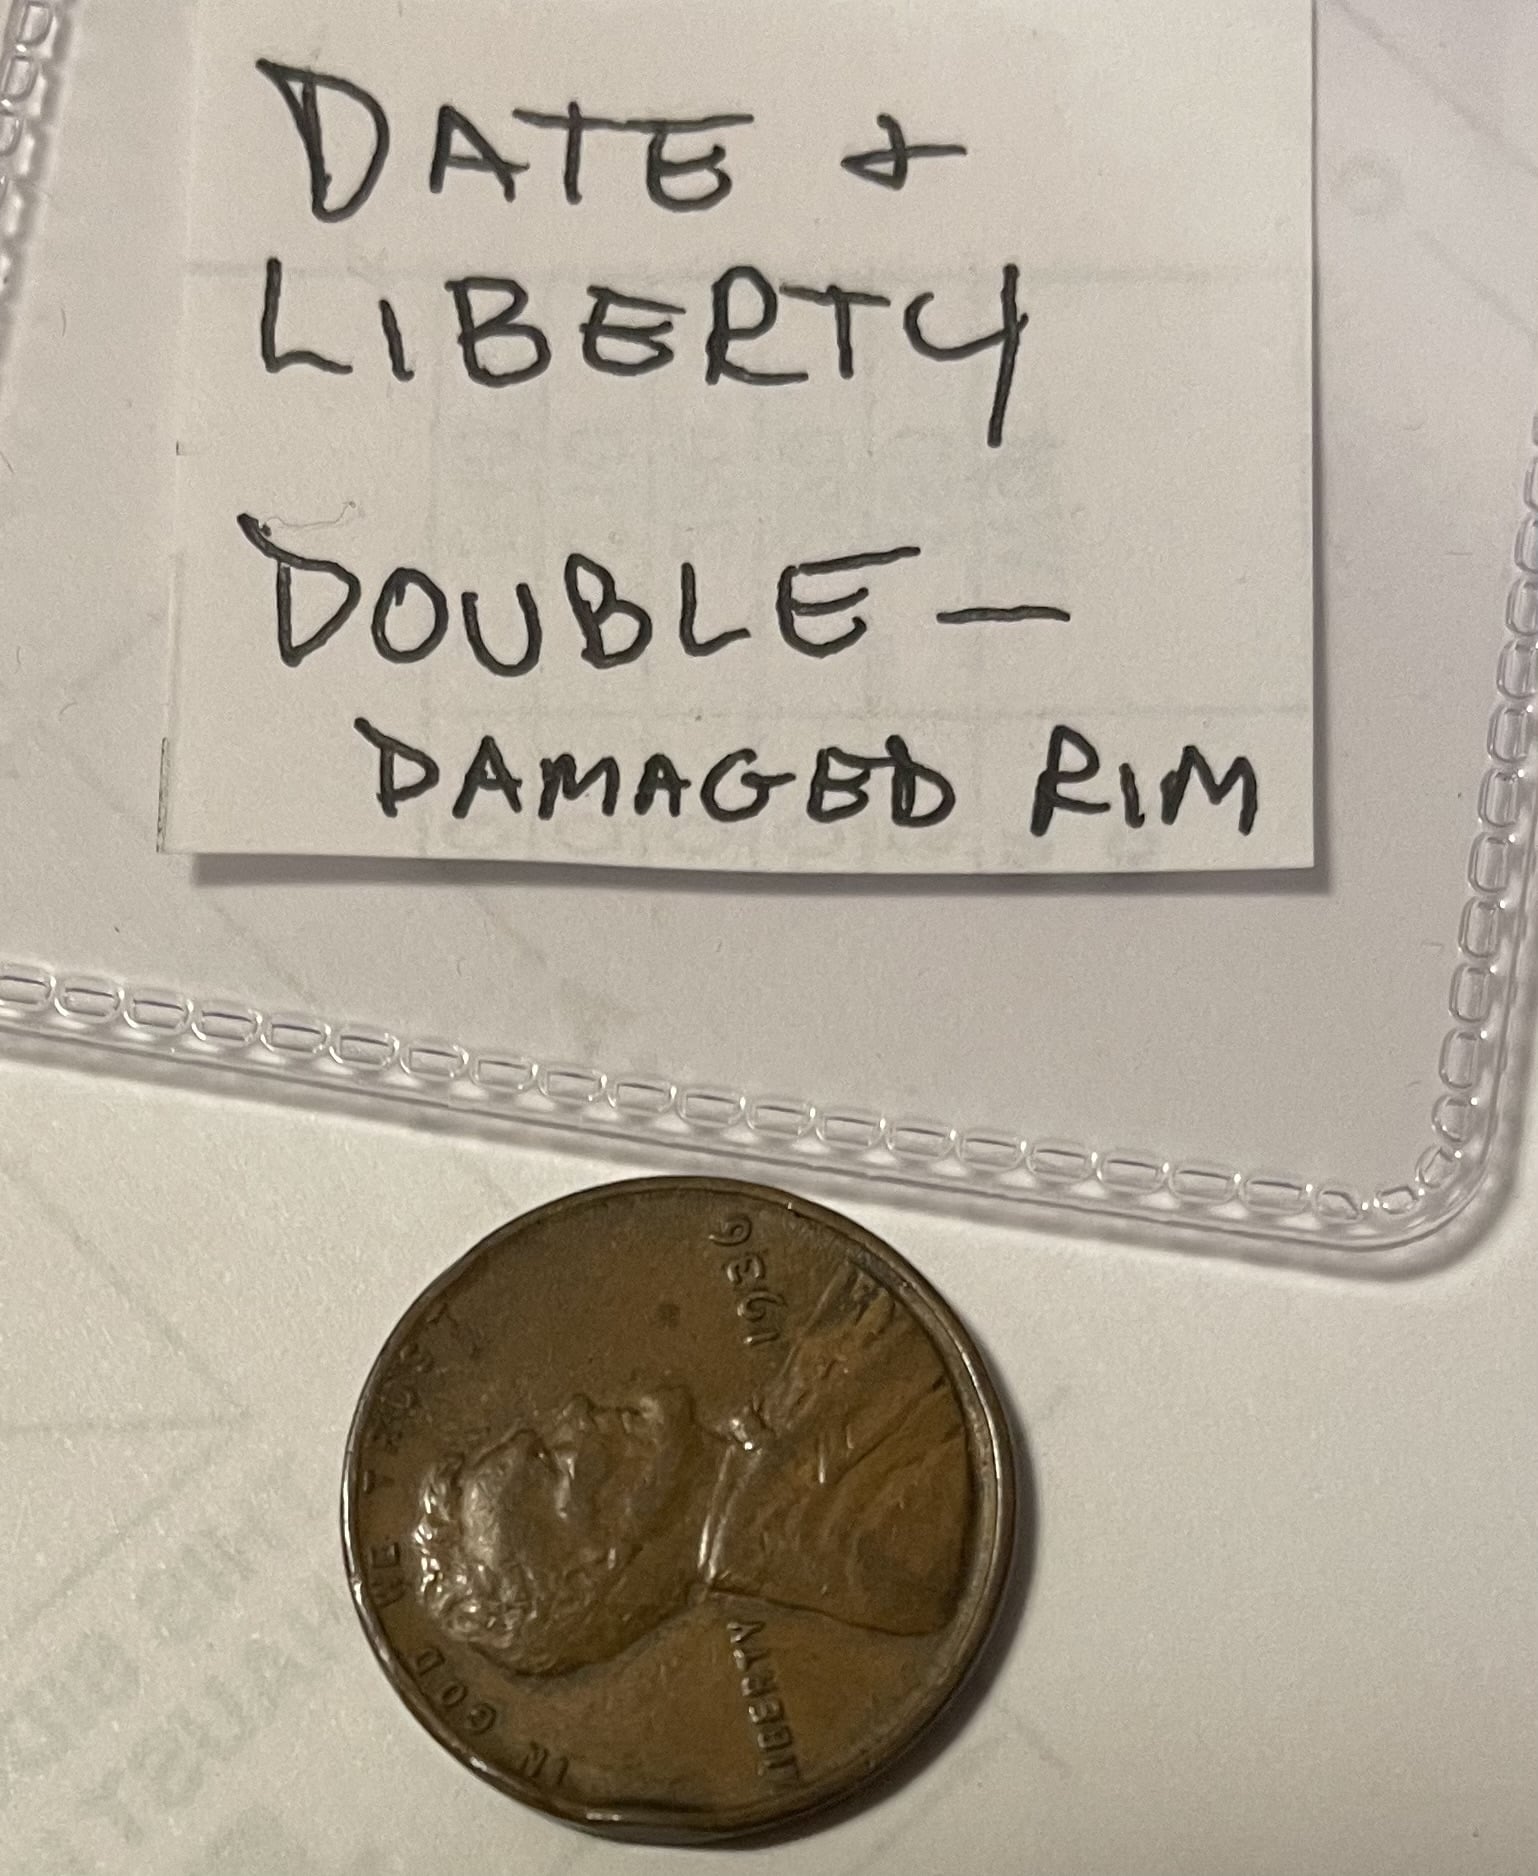 DATE &
LIBERTY
DOUBLE —
DAMAGED RIM
1936
LIBERTY
IN GOD WE TRUST